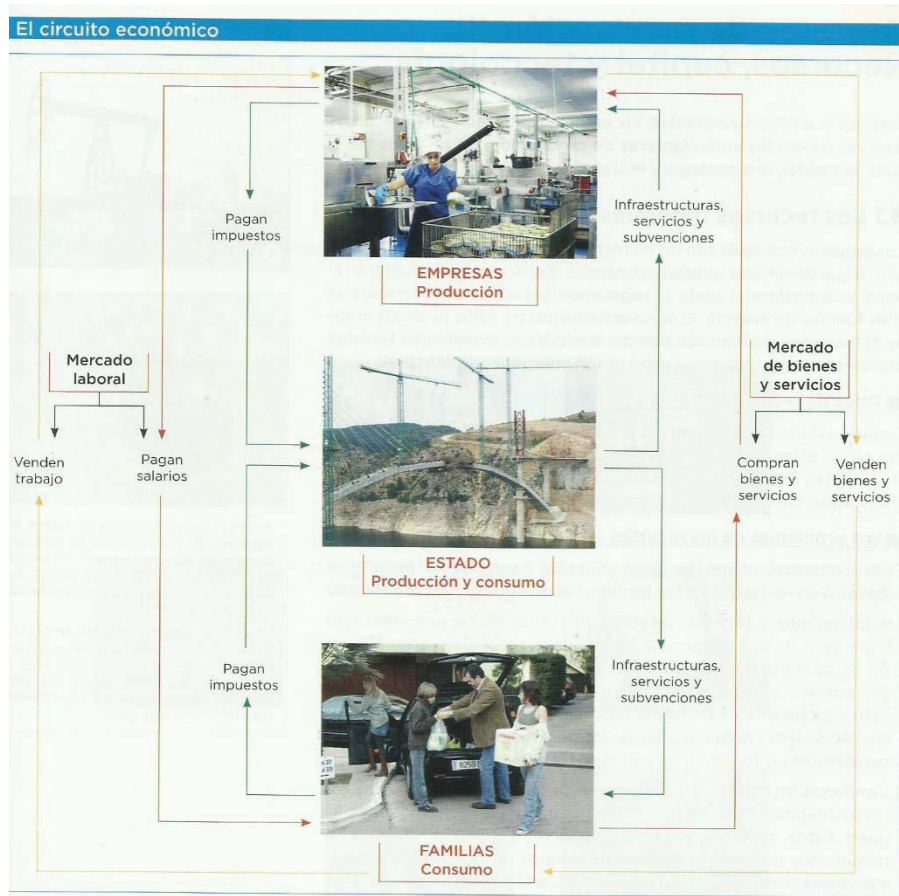 El circuito económico
Pagan
impuestos
Infraestructuras,
servicios y
subvenciones
EMPRESAS
Producción
Mercado
laboral
Mercado
de bienes
y servicios
Venden
trabajo
Pagan
salarios
Compran
bienes y
servicios
Venden
bienes y
servicios
ESTADO
Producción y consumo
Pagan
impuestos
Infraestructuras,
servicios y
subvenciones
8259
FAMILIAS
Consumo